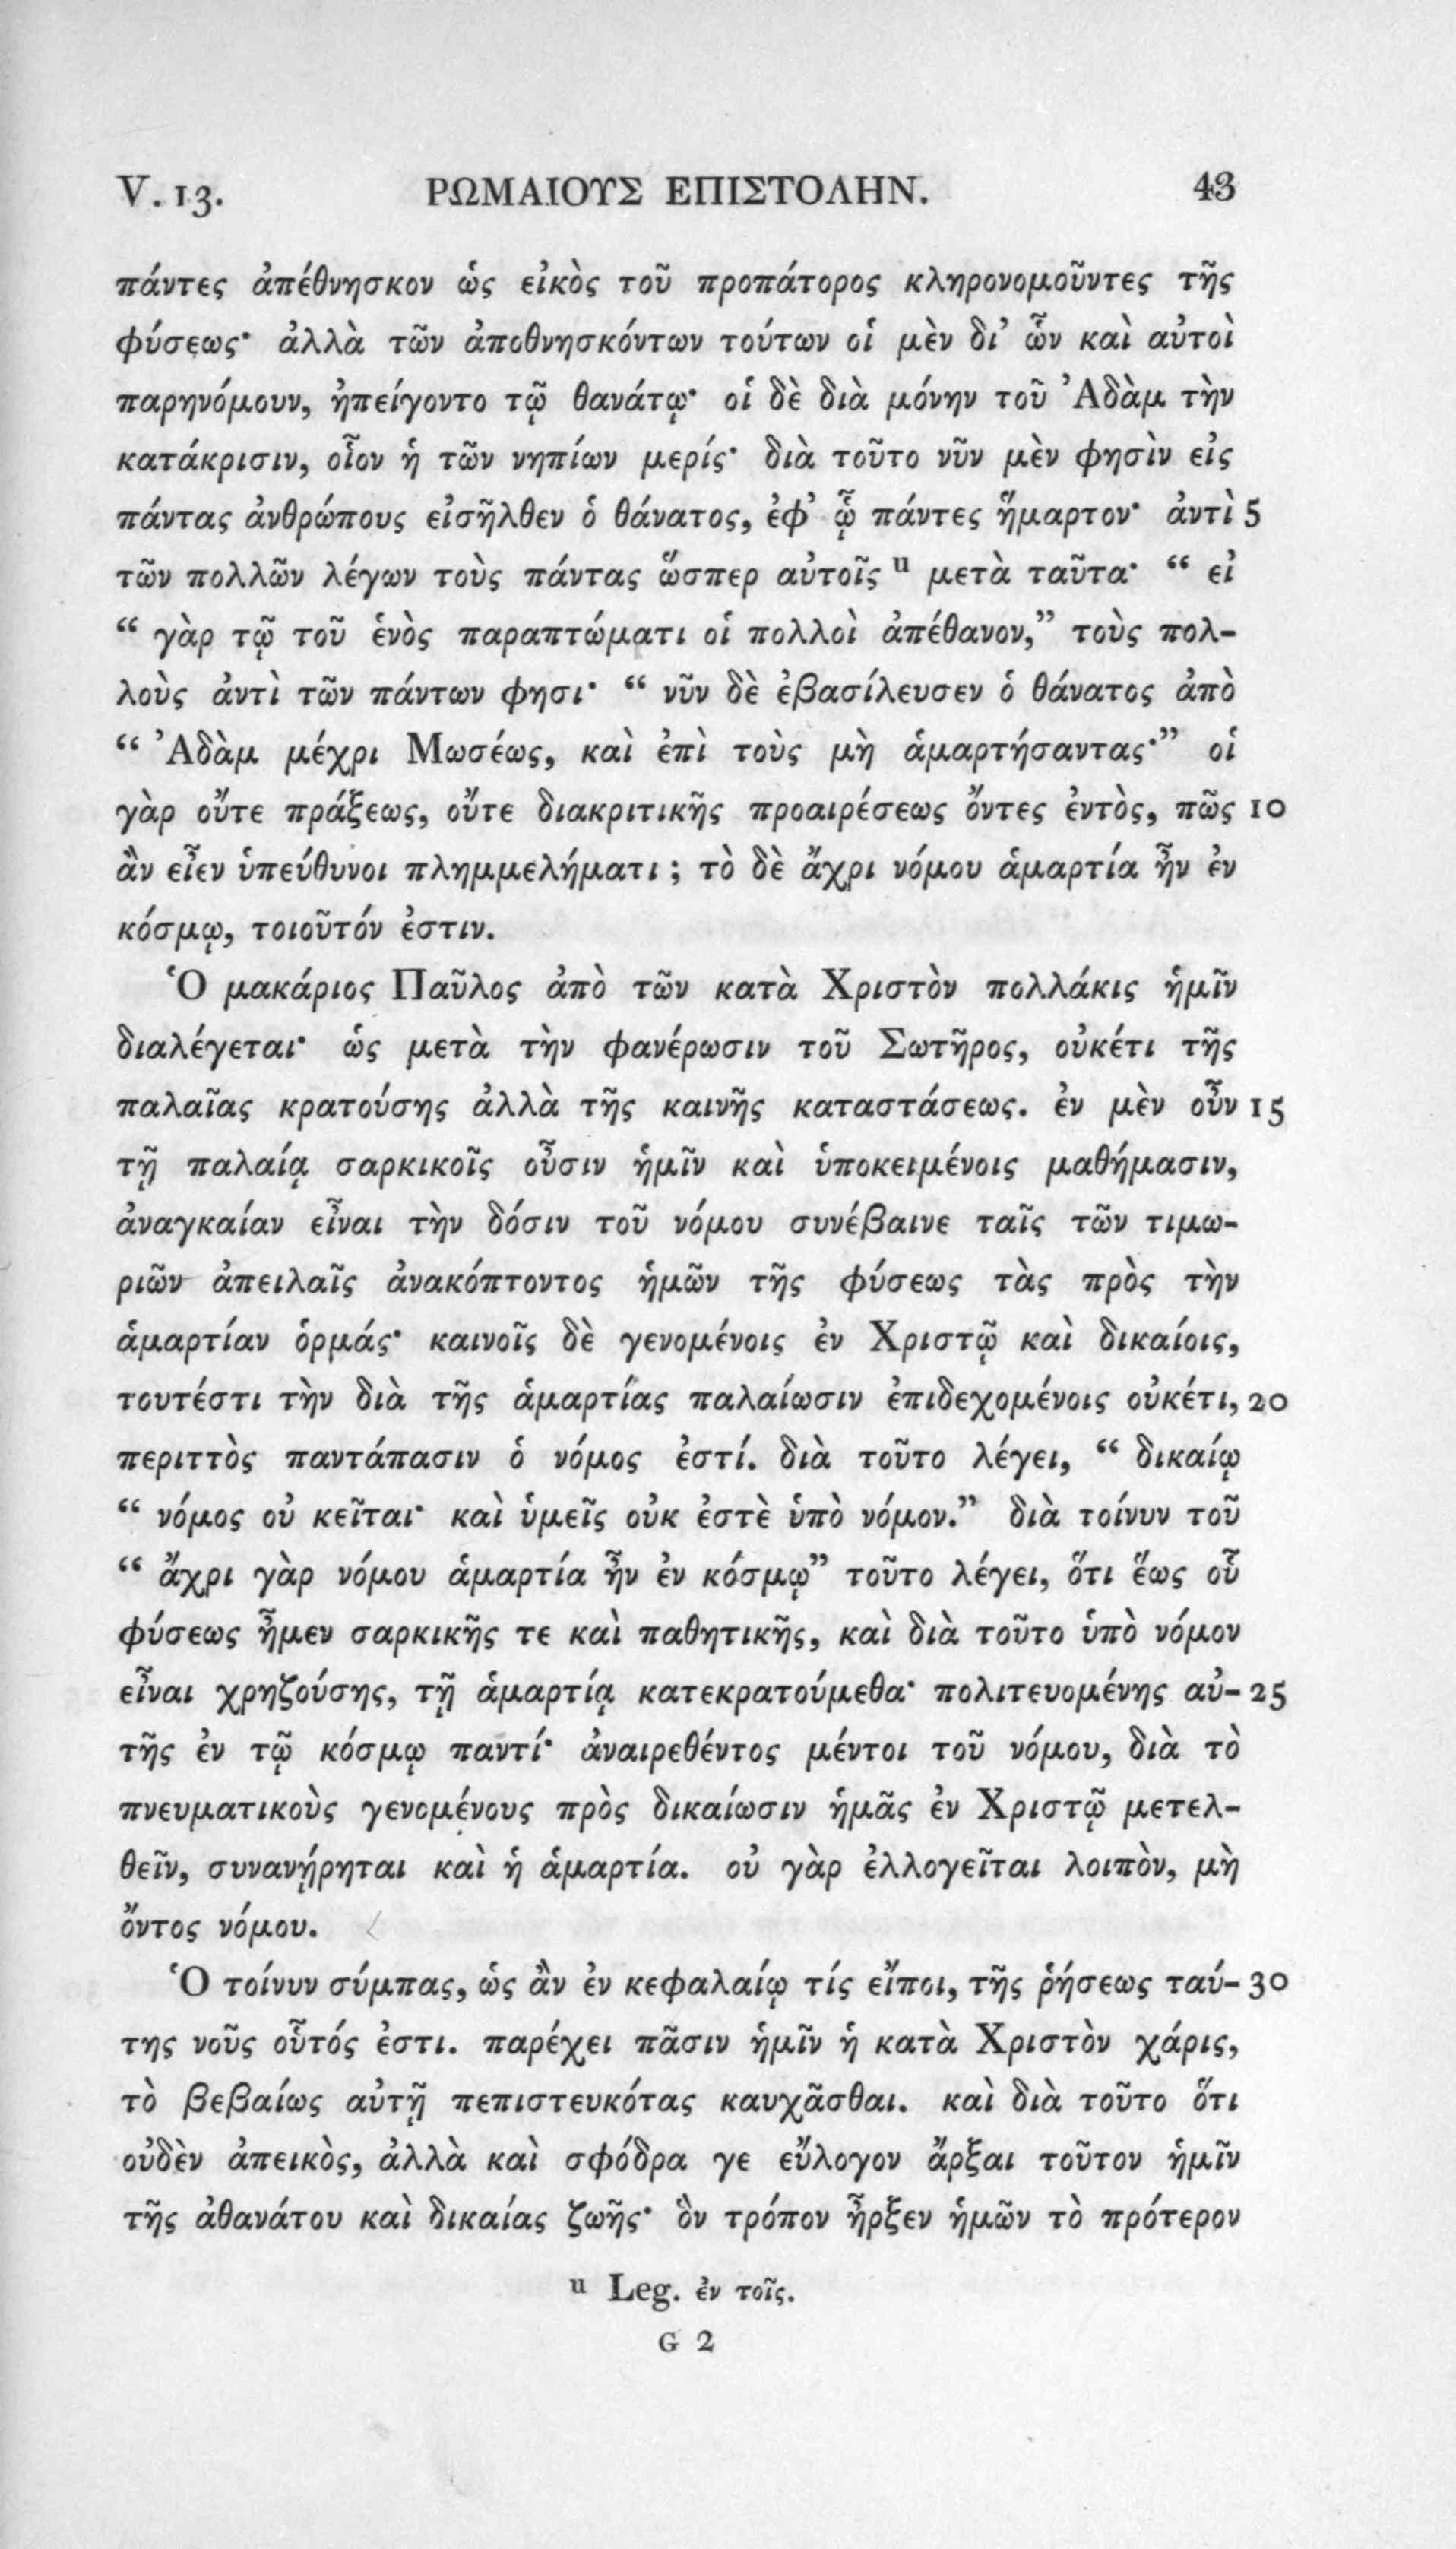 V. 13. ΡΩΜΑΙΟΥΣ ΕΠΙΣΤΟΛΗΝ. 43
πάντες ἀπέθνησκον ὡς εἰκὸς τοῦ προπάτορος κληρονομοῦντες τῆς
φύσεως· ἀλλὰ τῶν ἀποθνησκόντων τούτων οἱ μὲν δι’ ὧν καὶ αὐτοὶ
παρηνόμουν, ἠπείγοντο τῷ θανάτῳ· οἱ δὲ διὰ μόνην τοῦ Ἀδὰμ τὴν
κατάκρισιν, οἷον ἡ τῶν νηπίων μερίς· διὰ τοῦτο νῦν μὲν φησὶν εἰς
πάντας ἀνθρώπους εἰσῆλθεν ὁ θάνατος, ἐφ’ ᾧ πάντες ἥμαρτον· ἀντὶ 5
τῶν πολλῶν λέγων τοὺς πάντας ὥσπερ αὐτοῖς u μετὰ ταῦτα· “ εἰ
“ γὰρ τῷ τοῦ ἑνὸς παραπτώματι οἱ πολλοὶ ἀπέθανον,” τοὺς πολ-
λοὺς ἀντὶ τῶν πάντων φησι· “ νῦν δὲ ἐβασίλευσεν ὁ θάνατος ἀπὸ
“ Ἀδὰμ μέχρι Μωσέως, καὶ ἐπὶ τοὺς μὴ ἁμαρτήσαντας·” οἱ
γὰρ οὔτε πράξεως, οὔτε διακριτικῆς προαιρέσεως ὄντες ἐντὸς, πῶς 10
ἂν εἶεν ὑπεύθυνοι πλημμελήματι ; τὸ δὲ ἄχρι νόμου ἁμαρτία ἦν ἐν
κόσμῳ, τοιοῦτόν ἐστιν.
Ὁ μακάριος Παῦλος ἀπὸ τῶν κατὰ Χριστὸν πολλάκις ἡμῖν
διαλέγεται· ὡς μετὰ τὴν φανέρωσιν τοῦ Σωτῆρος, οὐκέτι τῆς
παλαῖας κρατούσης ἀλλὰ τῆς καινῆς καταστάσεως. ἐν μὲν οὖν 15
τῇ παλαίᾳ σαρκικοῖς οὖσιν ἡμῖν καὶ ὑποκειμένοις μαθήμασιν,
ἀναγκαίαν εἶναι τὴν δόσιν τοῦ νόμου συνέβαινε ταῖς τῶν τιμω-
ριῶν ἀπειλαῖς ἀνακόπτοντος ἡμῶν τῆς φύσεως τὰς πρὸς τὴν
ἁμαρτίαν ὁρμάς· καινοῖς δὲ γενομένοις ἐν Χριστῷ καὶ δικαίοις,
τουτέστι τὴν διὰ τῆς ἁμαρτίας παλαίωσιν ἐπιδεχομένοις οὐκέτι, 20
περιττὸς παντάπασιν ὁ νόμος ἐστί. διὰ τοῦτο λέγει, “ δικαίῳ
“ νόμος οὐ κεῖται· καὶ ὑμεῖς οὐκ ἐστὲ ὑπὸ νόμον.” διὰ τοίνυν τοῦ
“ ἄχρι γὰρ νόμου ἁμαρτία ἦν ἐν κόσμῳ” τοῦτο λέγει, ὅτι ἕως οὗ
φύσεως ἦμεν σαρκικῆς τε καὶ παθητικῆς, καὶ διὰ τοῦτο ὑπὸ νόμον
εἶναι χρηζούσης, τῇ ἁμαρτίᾳ κατεκρατούμεθα· πολιτευομένης αὐ- 25
τῆς ἐν τῷ κόσμῳ παντί· ἀναιρεθέντος μέντοι τοῦ νόμου, διὰ τὸ
πνευματικοὺς γενομένους πρὸς δικαίωσιν ἡμᾶς ἐν Χριστῷ μετελ-
θεῖν, συνανῄρηται καὶ ἡ ἁμαρτία. οὐ γὰρ ἐλλογεῖται λοιπὸν, μὴ
ὄντος νόμου.
Ὁ τοίνυν σύμπας, ὡς ἂν ἐν κεφαλαίῳ τίς εἴποι, τῆς ῥήσεως ταύ- 30
της νοῦς οὗτός ἐστι. παρέχει πᾶσιν ἡμῖν ἡ κατὰ Χριστὸν χάρις,
τὸ βεβαίως αὐτῇ πεπιστευκότας καυχᾶσθαι. καὶ διὰ τοῦτο ὅτι
οὐδὲν ἀπεικὸς, ἀλλὰ καὶ σφόδρα γε εὔλογον ἄρξαι τοῦτον ἡμῖν
τῆς ἀθανάτου καὶ δικαίας ζωῆς· ὃν τρόπον ἦρξεν ἡμῶν τὸ πρότερον
u Leg. ἐν τοῖς.
G 2